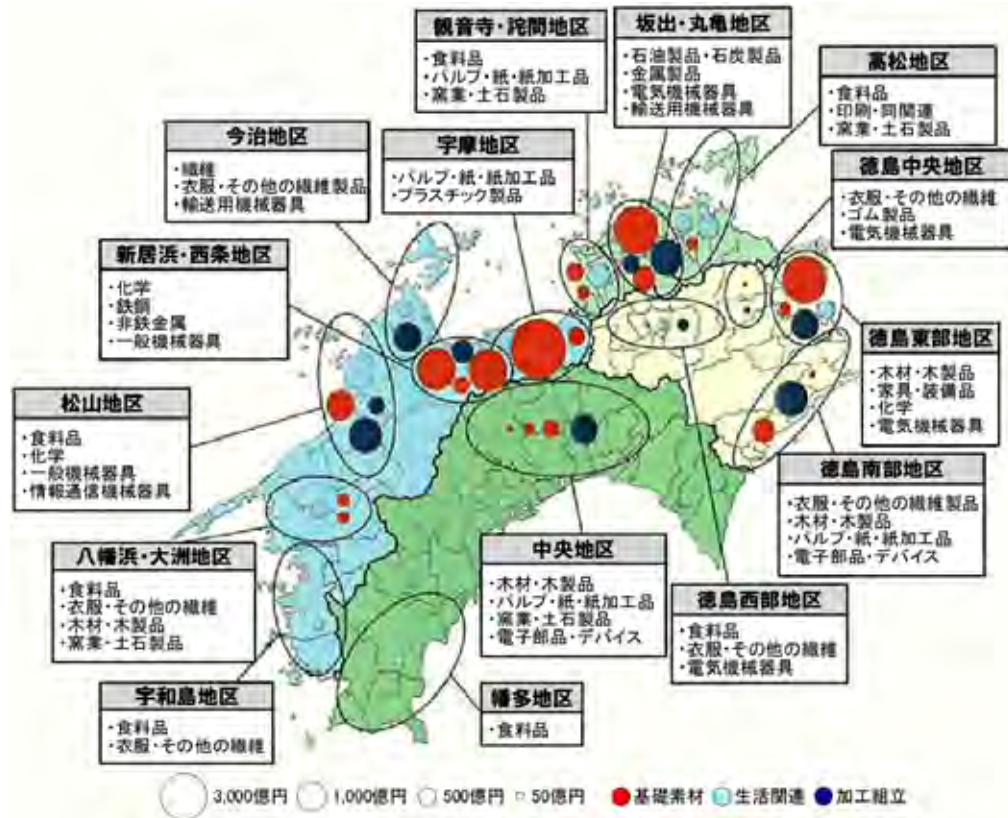 観音寺・詫間地区
・食料品
・パルプ・紙・紙加工品
・窯業・土石製品
坂出・丸亀地区
・石油製品・石炭製品
・金属製品
・電気機械器具
・輸送用機械器具
高松地区
・食料品
・印刷・同関連
・窯業・土石製品
今治地区
・繊維
・衣服・その他の繊維製品
・輸送用機械器具
宇摩地区
・パルプ・紙・紙加工品
・プラスチック製品
徳島中央地区
・衣服・その他の繊維
・ゴム製品
・電気機械器具
新居浜・西条地区
・化学
・鉄鋼
・非鉄金属
・一般機械器具
徳島東部地区
・木材・木製品
・家具・装備品
・化学
・電気機械器具
松山地区
・食料品
・化学
・一般機械器具
・情報通信機械器具
徳島南部地区
・衣服・その他の繊維製品
・木材・木製品
・パルプ・紙・紙加工品
・電子部品・デバイス
八幡浜・大洲地区
・食料品
・衣服・その他の繊維
・木材・木製品
・窯業・土石製品
中央地区
・木材・木製品
・パルプ・紙・紙加工品
・窯業・土石製品
・電子部品・デバイス
徳島西部地区
・食料品
・衣服・その他の繊維
・電気機械器具
宇和島地区
・食料品
・衣服・その他の繊維
幡多地区
・食料品
3,000億円 1,000億円 500億円 50億円 基礎素材 生活関連 加工組立